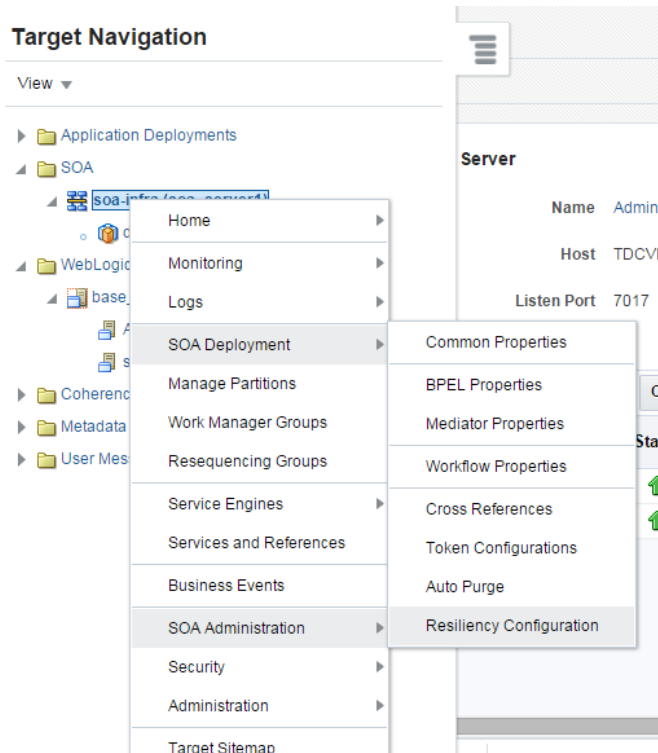 Target Navigation
View
Application Deployments
SOA
soa-infra (soa_server1)
WebLogic
base_
Coherenc
Metadata
User Mes
Home
Monitoring
Logs
SOA Deployment
Manage Partitions
Work Manager Groups
Resequencing Groups
Service Engines
Services and References
Business Events
SOA Administration
Security
Administration
Target Sitemap
Common Properties
BPEL Properties
Mediator Properties
Workflow Properties
Cross References
Token Configurations
Auto Purge
Resiliency Configuration
Server
Name Admin
Host TDCV
Listen Port 7017
Sta